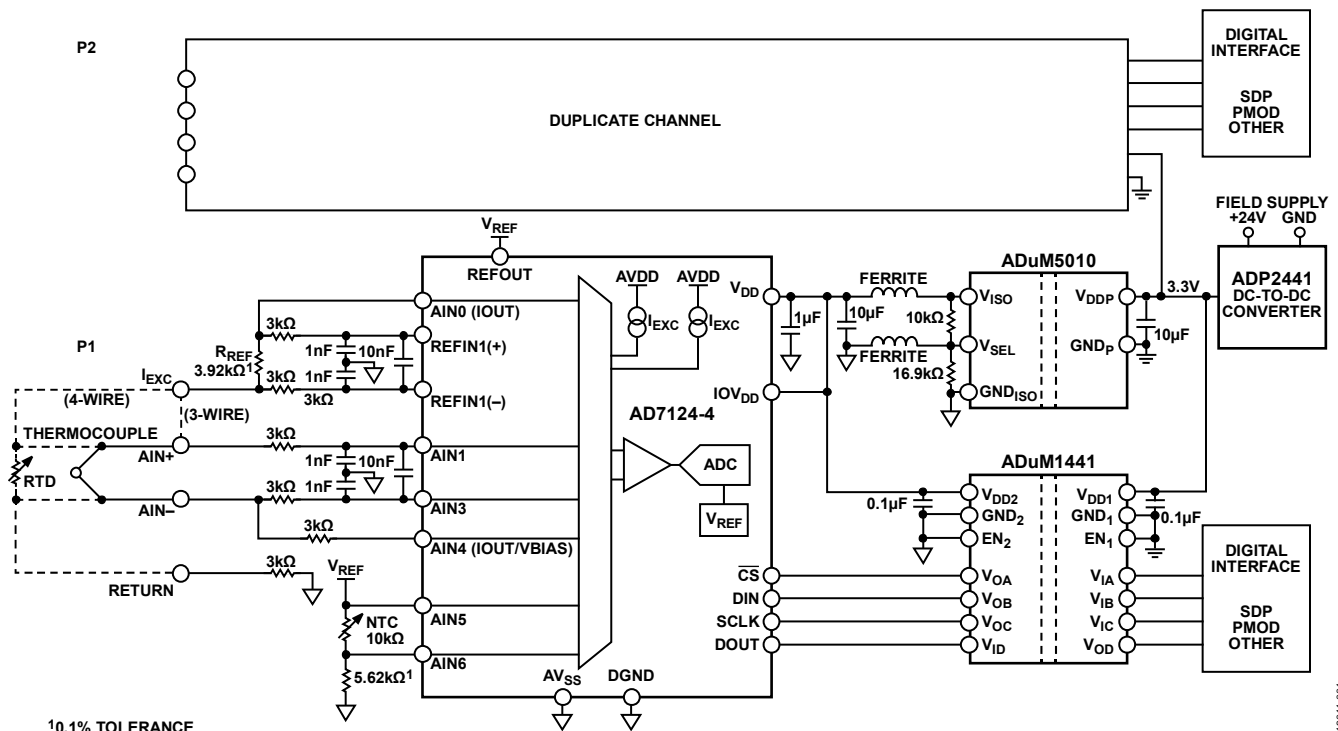 P2
DUPLICATE CHANNEL
DIGITAL
INTERFACE
SDP
PMOD
OTHER
FIELD SUPPLY
+24V GND
ADP2441
DC-TO-DC
CONVERTER
VREF
REFOUT
AVDD
AVDD
IEXC
IEXC
AIN0 (IOUT)
REFIN1(+)
REFIN1(–)
AIN1
AIN3
AIN4 (IOUT/VBIAS)
AIN5
AIN6
AD7124-4
ADC
VREF
VDD
IOVDD
CS
DIN
SCLK
DOUT
AVSS
DGND
P1
3kΩ
RREF
3.92kΩ1
1nF
10nF
1nF
3kΩ
3kΩ
IEXC
(4-WIRE)
(3-WIRE)
THERMOCOUPLE
AIN+
RTD
AIN–
RETURN
3kΩ
1nF
10nF
1nF
3kΩ
3kΩ
3kΩ
VREF
NTC
10kΩ
5.62kΩ1
1µF
10µF
FERRITE
FERRITE
10kΩ
16.9kΩ
ADuM5010
VISO
VSEL
GNDISO
VDDP
GNDP
3.3V
10µF
ADuM1441
0.1µF
VDD2
GND2
EN2
VOA
VOB
VOC
VID
VDD1
GND1
EN1
VIA
VIB
VIC
VOD
0.1µF
DIGITAL
INTERFACE
SDP
PMOD
OTHER
10.1% TOLERANCE